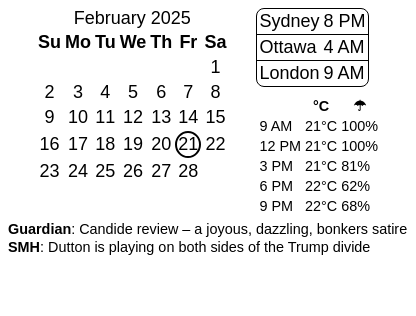 February 2025
Su Mo Tu We Th Fr Sa
1
2 3 4 5 6 7 8
9 10 11 12 13 14 15
16 17 18 19 20 21 22
23 24 25 26 27 28
Sydney 8 PM
Ottawa 4 AM
London 9 AM
°C ☂
9 AM 21°C 100%
12 PM 21°C 100%
3 PM 21°C 81%
6 PM 22°C 62%
9 PM 22°C 68%
Guardian: Candide review – a joyous, dazzling, bonkers satire
SMH: Dutton is playing on both sides of the Trump divide